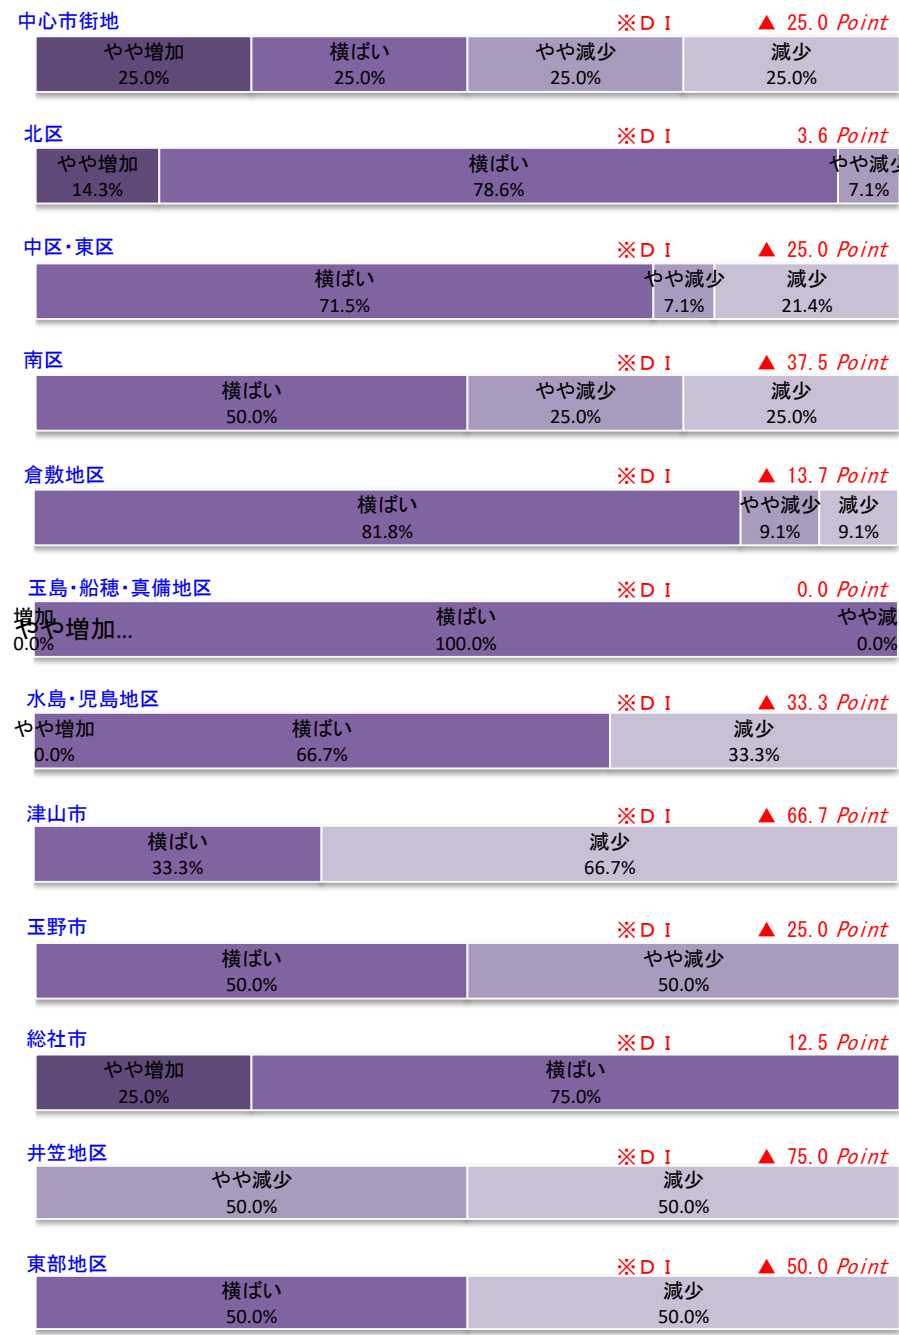 中心市街地 ※ＤＩ ▲ 25.0 Point
やや増加 横ばい やや減少 減少
25.0% 25.0% 25.0% 25.0%
北区 ※ＤＩ 3.6 Point
やや増加 横ばい やや減少
14.3% 78.6% 7.1%
中区・東区 ※ＤＩ ▲ 25.0 Point
横ばい やや減少 減少
71.5% 7.1% 21.4%
南区 ※ＤＩ ▲ 37.5 Point
横ばい やや減少 減少
50.0% 25.0% 25.0%
倉敷地区 ※ＤＩ ▲ 13.7 Point
横ばい やや減少 減少
81.8% 9.1% 9.1%
玉島・船穂・真備地区 ※ＤＩ 0.0 Point
増加 横ばい やや減
やや増加…
0.0% 100.0% 0.0%
水島・児島地区 ※ＤＩ ▲ 33.3 Point
やや増加 横ばい 減少
0.0% 66.7% 33.3%
津山市 ※ＤＩ ▲ 66.7 Point
横ばい 減少
33.3% 66.7%
玉野市 ※ＤＩ ▲ 25.0 Point
横ばい やや減少
50.0% 50.0%
総社市 ※ＤＩ 12.5 Point
やや増加 横ばい
25.0% 75.0%
井笠地区 ※ＤＩ ▲ 75.0 Point
やや減少 減少
50.0% 50.0%
東部地区 ※ＤＩ ▲ 50.0 Point
横ばい 減少
50.0% 50.0%